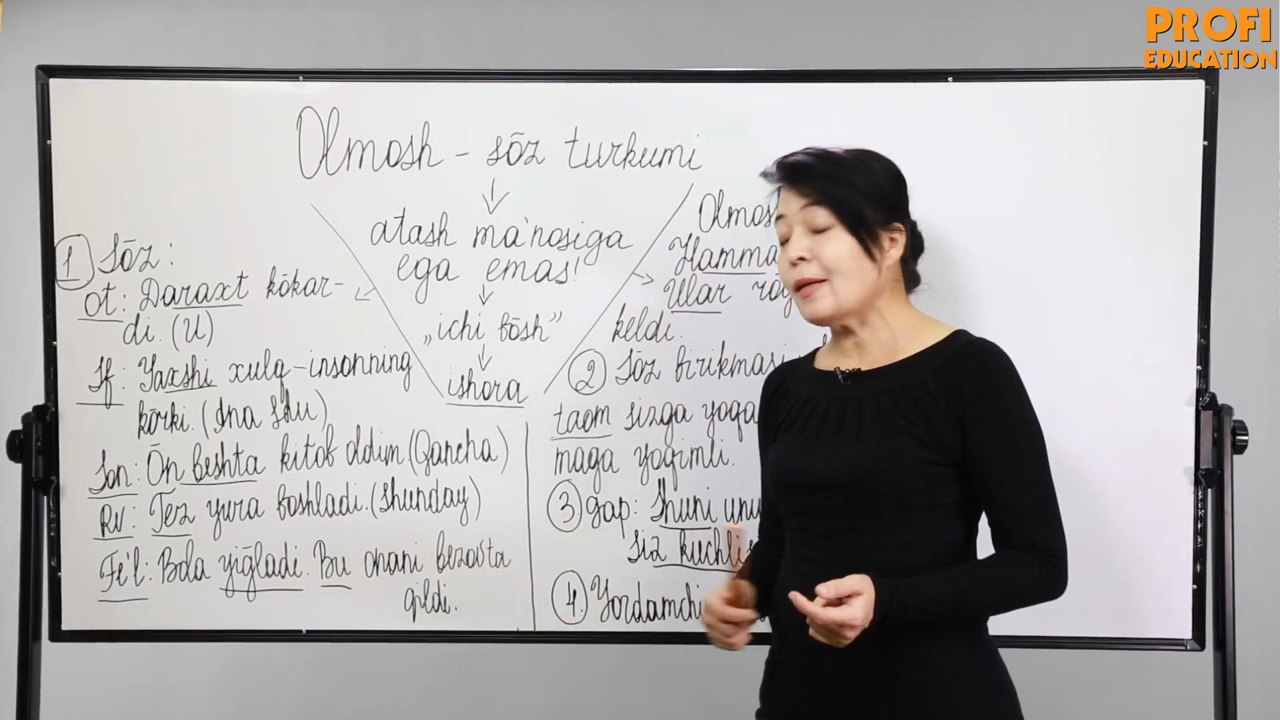 PROFI
EDUCATION
Olmosh - sōz turkumi
atash ma'nosiga
ega emas!
„ichi bōsh”
ishora
1 Sōz:
ot: Daraxt kōkar-
di. (U)
Sf: Yaxshi xulq-insonning
kōrki. (Ana shu)
Son: Ōn beshta kitob oldim (Qancha)
Rv: Tez yura boshladi. (Shunday)
Fe'l: Bola yiğladi. Bu onani bezovta
qildi.
Olmosh
Hamma
Ular
keldi.
2 Sōz birikmasi
taom sizga yoqa
maga yoqimli.
3 gap: Shuni unu
Siz kuchli
4. Yordamchi